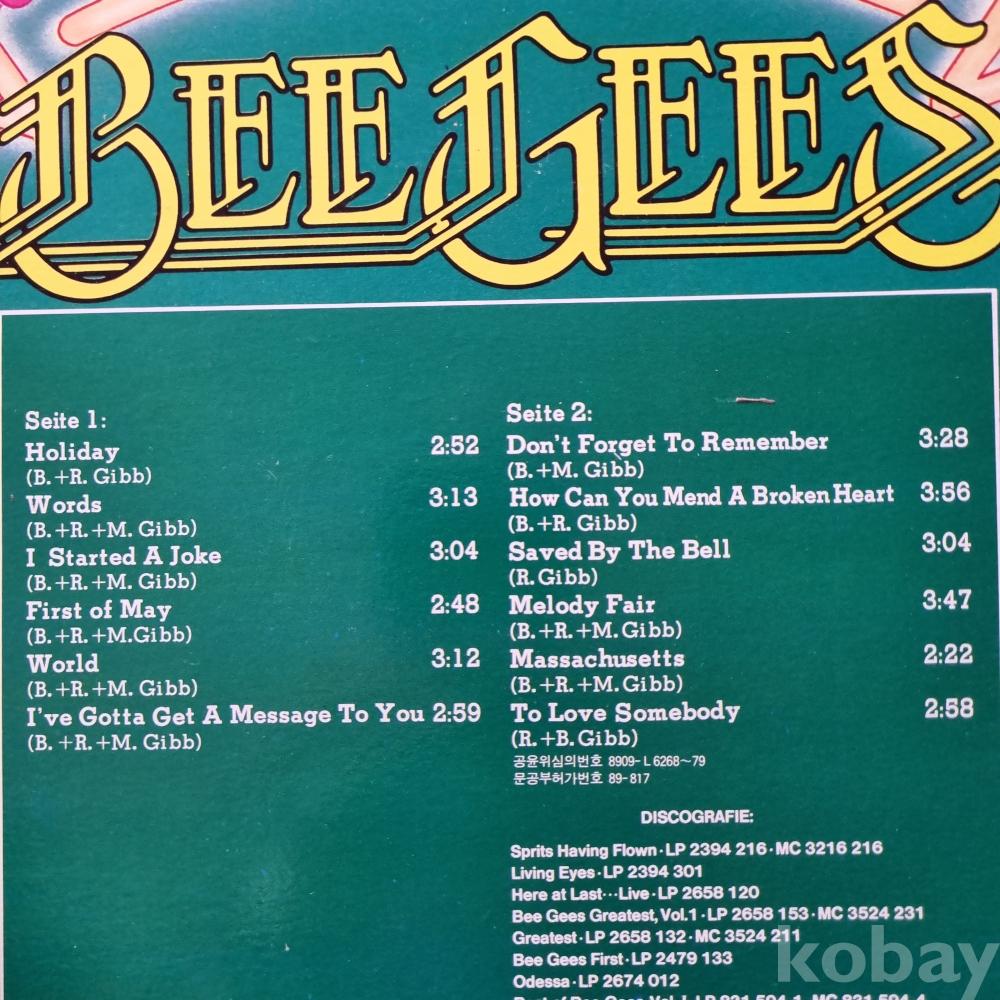 BEE GEES
Seite 1:
Holiday 2:52
(B.+R. Gibb)
Words 3:13
(B.+R.+M. Gibb)
I Started A Joke 3:04
(B.+R.+M. Gibb)
First of May 2:48
(B.+R.+M.Gibb)
World 3:12
(B.+R.+M. Gibb)
I've Gotta Get A Message To You 2:59
(B.+R.+M. Gibb)
Seite 2:
Don't Forget To Remember 3:28
(B.+M. Gibb)
How Can You Mend A Broken Heart 3:56
(B.+R. Gibb)
Saved By The Bell 3:04
(R. Gibb)
Melody Fair 3:47
(B.+R.+M. Gibb)
Massachusetts 2:22
(B.+R.+M. Gibb)
To Love Somebody 2:58
(R.+B. Gibb)
공윤위심의번호 8909-L6268~79
문공부허가번호 89-817
DISCOGRAFIE:
Sprits Having Flown·LP 2394 216·MC 3216 216
Living Eyes·LP 2394 301
Here at Last···Live·LP 2658 120
Bee Gees Greatest, Vol.1·LP 2658 153·MC 3524 231
Greatest·LP 2658 132·MC 3524 211
Bee Gees First·LP 2479 133
Odessa·LP 2674 012
kobay